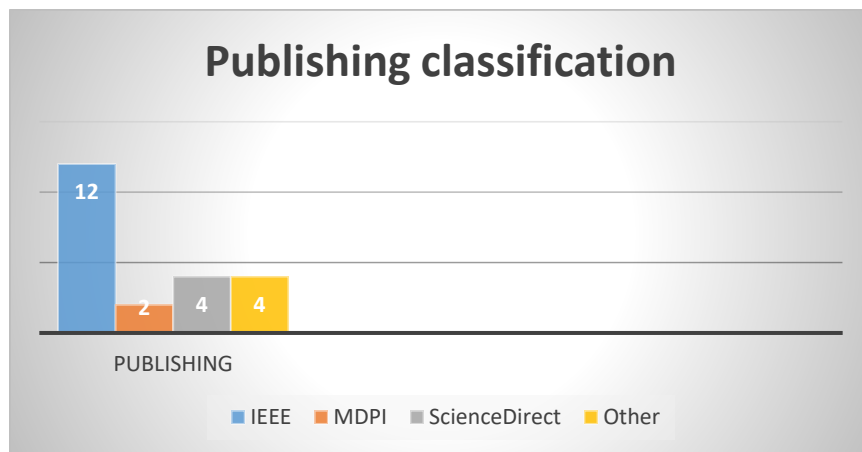 Publishing classification
12
2
4
4
PUBLISHING
IEEE MDPI ScienceDirect Other